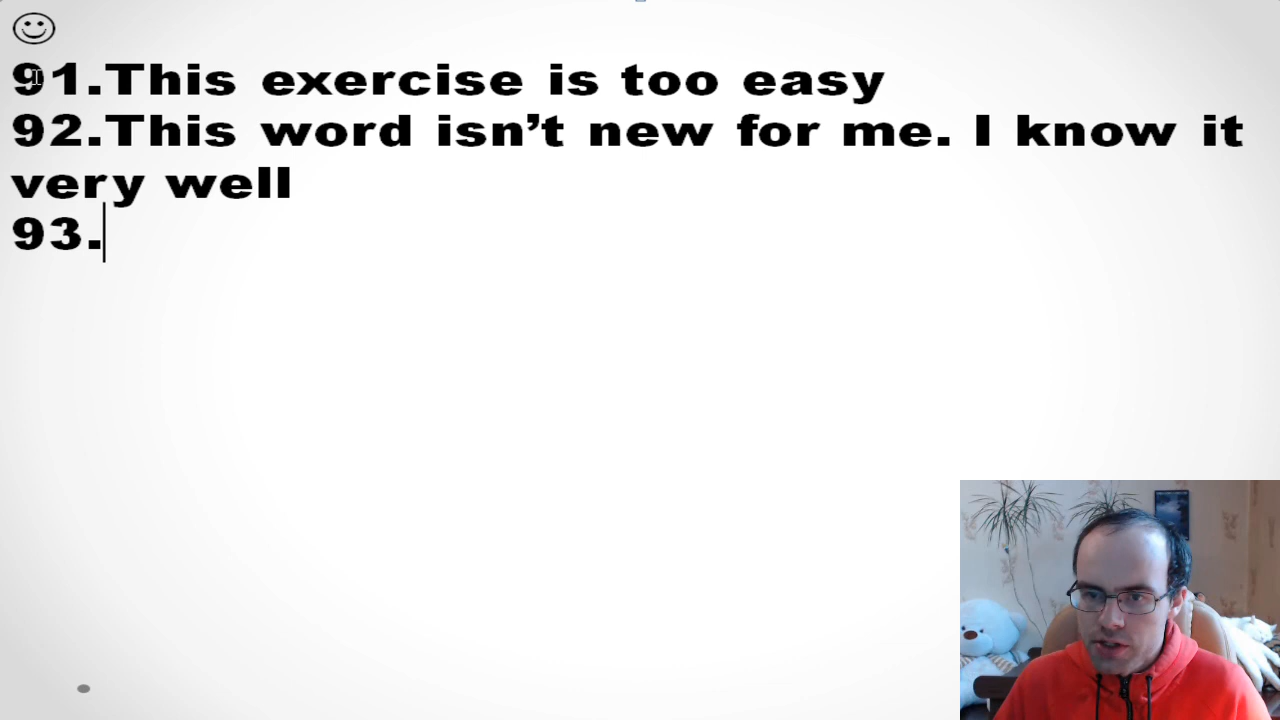 91.This exercise is too easy
92.This word isn’t new for me. I know it
very well
93.